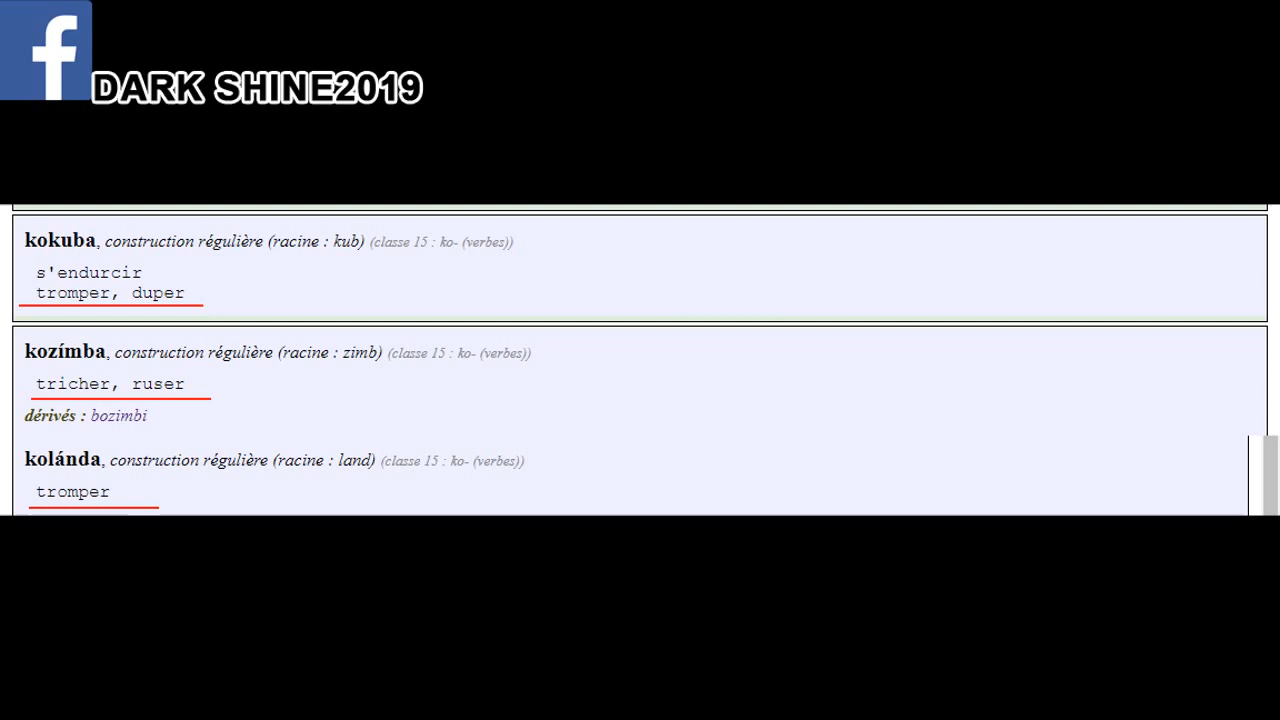 f
DARK SHINE2019
kokuba, construction régulière (racine : kub) (classe 15 : ko- (verbes))
s'endurcir
tromper, duper
kozímba, construction régulière (racine : zimb) (classe 15 : ko- (verbes))
tricher, ruser
dérivés : bozimbi
kolánda, construction régulière (racine : land) (classe 15 : ko- (verbes))
tromper